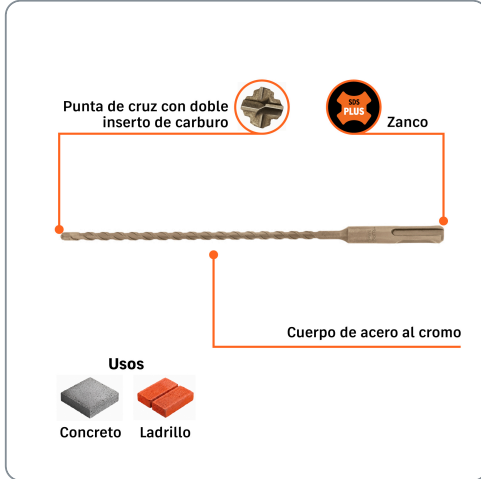 Punta de cruz con doble
inserto de carburo
SDS
PLUS
Zanco
Cuerpo de acero al cromo
Usos
Concreto
Ladrillo